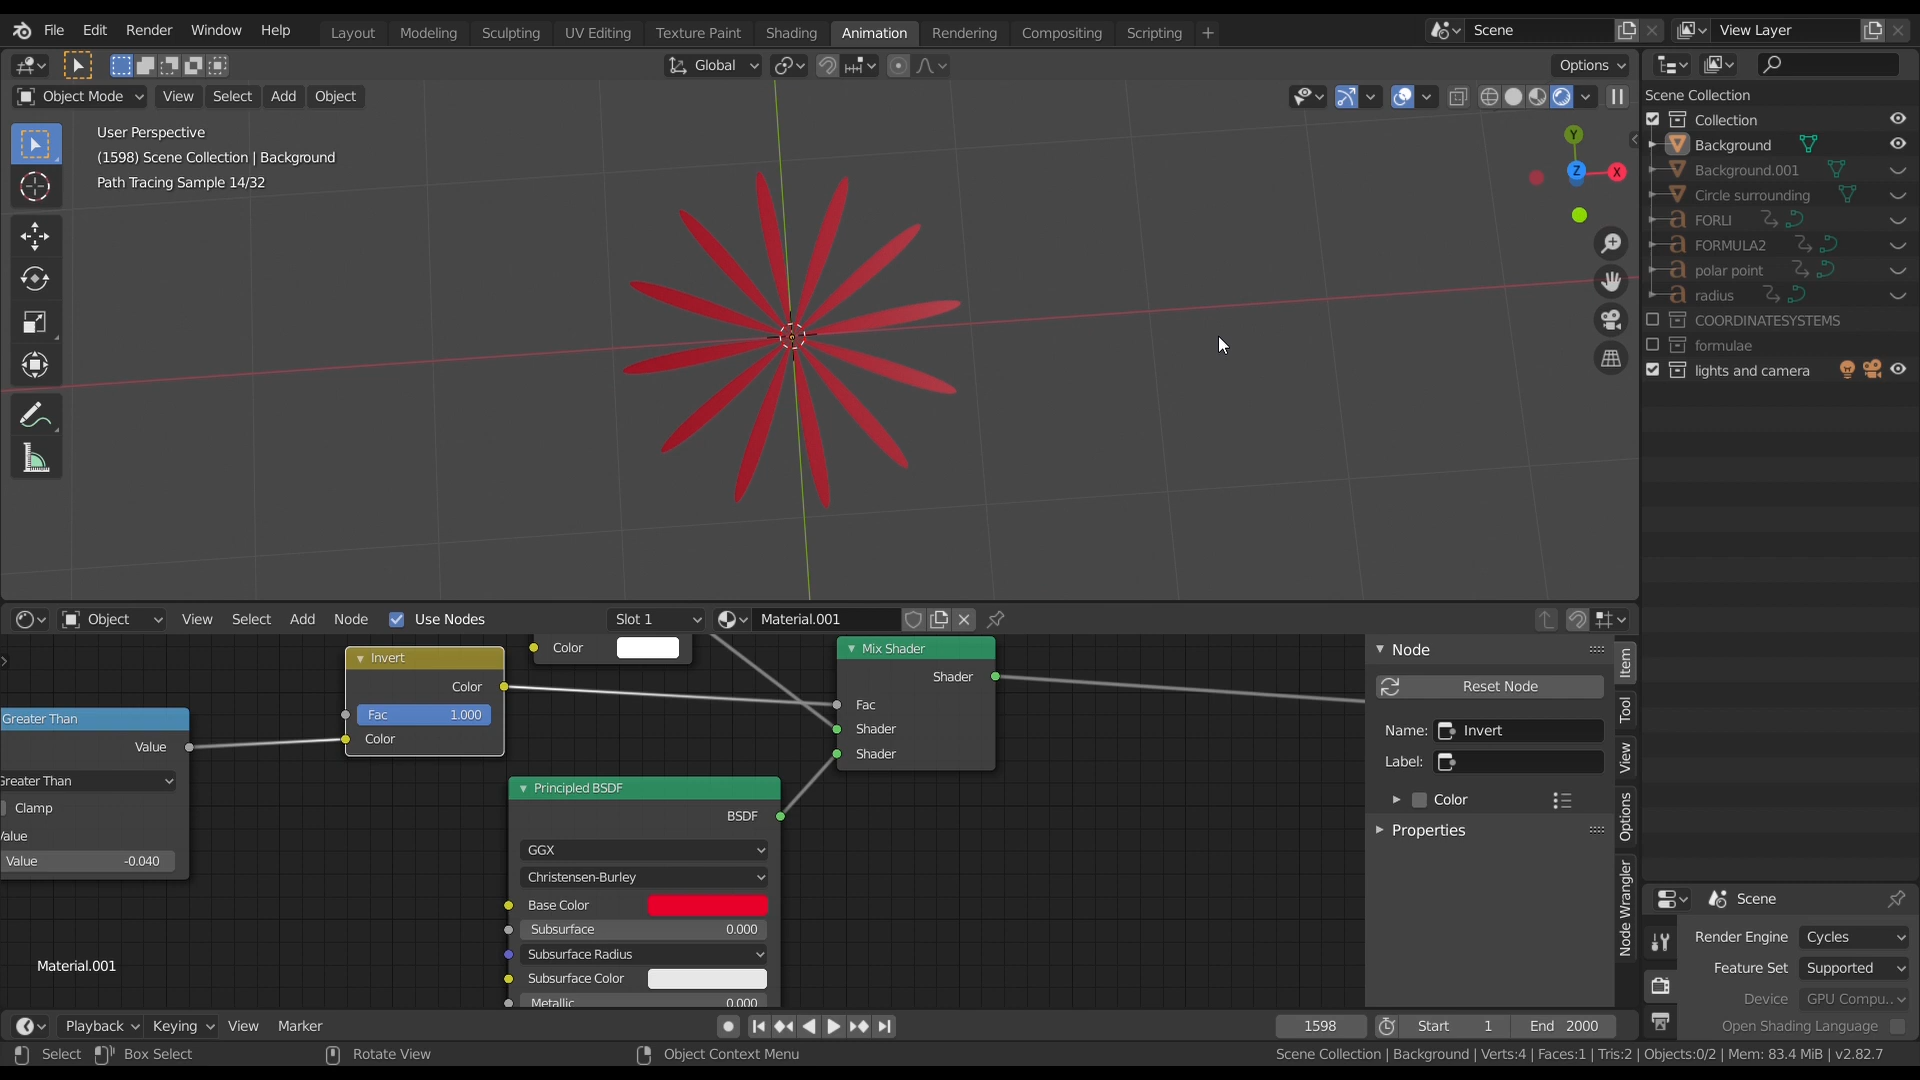 File Edit Render Window Help Layout Modeling Sculpting UV Editing Texture Paint Shading Animation Rendering Compositing Scripting + Scene View Layer
Global Options
Object Mode View Select Add Object
User Perspective
(1598) Scene Collection | Background
Path Tracing Sample 14/32
Y
Z X
Scene Collection
Collection
Background
Background.001
Circle surrounding
FORLI
FORMULA2
polar point
radius
COORDINATESYSTEMS
formulae
lights and camera
Object View Select Add Node Use Nodes Slot 1 Material.001
Color
Invert
Color
Fac 1.000
Color
Greater Than
Value
Greater Than
Clamp
Value
Value -0.040
Mix Shader
Shader
Fac
Shader
Shader
Principled BSDF
BSDF
GGX
Christensen-Burley
Base Color
Subsurface 0.000
Subsurface Radius
Subsurface Color
Metallic 0.000
Material.001
Node
Reset Node
Name: Invert
Label:
Color
Properties
Item
Tool
View
Options
Node Wrangler
Scene
Render Engine Cycles
Feature Set Supported
Device GPU Compu..
Open Shading Language
Playback Keying View Marker 1598 Start 1 End 2000
Select Box Select Rotate View Object Context Menu Scene Collection | Background | Verts:4 | Faces:1 | Tris:2 | Objects:0/2 | Mem: 83.4 MiB | v2.82.7